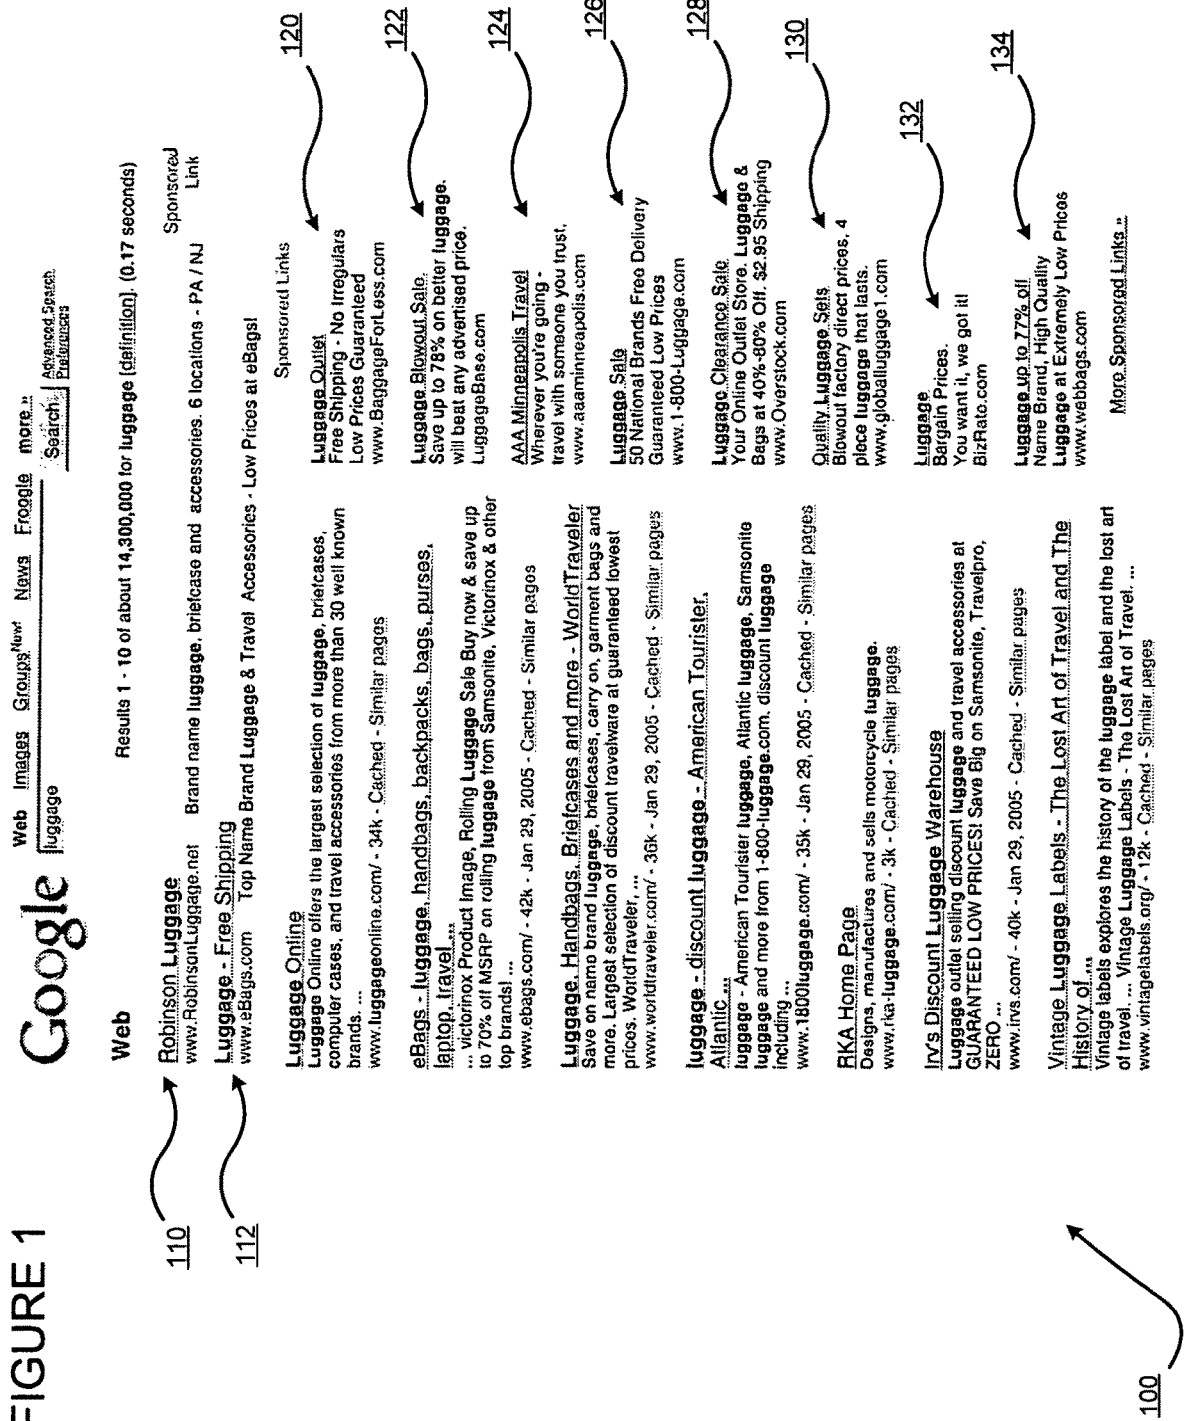 FIGURE 1
Google
Web Images Groups New! News Froogle more »
luggage
Search
Advanced Search
Preferences
Web
Results 1 - 10 of about 14,300,000 for luggage [definition]. (0.17 seconds)
110
Robinson Luggage
www.RobinsonLuggage.net Brand name luggage, briefcase and accessories. 6 locations - PA / NJ
Sponsored
Link
112
Luggage - Free Shipping
www.eBags.com Top Name Brand Luggage & Travel Accessories - Low Prices at eBags!
Luggage Online
Luggage Online offers the largest selection of luggage, briefcases,
computer cases, and travel accessories from more than 30 well known
brands. ...
www.luggageonline.com/ - 34k - Cached - Similar pages
eBags - luggage, handbags, backpacks, bags, purses,
laptop, travel ...
... victorinox Product Image, Rolling Luggage Sale Buy now & save up
to 70% off MSRP on rolling luggage from Samsonite, Victorinox & other
top brands! ...
www.ebags.com/ - 42k - Jan 29, 2005 - Cached - Similar pages
Luggage, Handbags, Briefcases and more - WorldTraveler
Save on name brand luggage, briefcases, carry on, garment bags and
more. Largest selection of discount travelware at guaranteed lowest
prices. WorldTraveler, ...
www.worldtraveler.com/ - 36k - Jan 29, 2005 - Cached - Similar pages
luggage - discount luggage - American Tourister,
Atlantic ...
luggage - American Tourister luggage, Atlantic luggage, Samsonite
luggage and more from 1-800-luggage.com. discount luggage
including ...
www.1800luggage.com/ - 35k - Jan 29, 2005 - Cached - Similar pages
RKA Home Page
Designs, manufactures and sells motorcycle luggage.
www.rka-luggage.com/ - 3k - Cached - Similar pages
Irv's Discount Luggage Warehouse
Luggage outlet selling discount luggage and travel accessories at
GUARANTEED LOW PRICES! Save Big on Samsonite, Travelpro,
ZERO ...
www.irvs.com/ - 40k - Jan 29, 2005 - Cached - Similar pages
Vintage Luggage Labels - The Lost Art of Travel and The
History of ...
Vintage labels explores the history of the luggage label and the lost art
of travel. ... Vintage Luggage Labels - The Lost Art of Travel. ...
www.vintagelabels.org/ - 12k - Cached - Similar pages
Sponsored Links
120
Luggage Outlet
Free Shipping - No Irregulars
Low Prices Guaranteed
www.BaggageForLess.com
122
Luggage Blowout Sale.
Save up to 78% on better luggage.
will beat any advertised price.
LuggageBase.com
124
AAA Minneapolis Travel
Wherever you're going -
travel with someone you trust.
www.aaaminneapolis.com
126
Luggage Sale
50 National Brands Free Delivery
Guaranteed Low Prices
www.1-800-Luggage.com
128
Luggage Clearance Sale
Your Online Outlet Store. Luggage &
Bags at 40%-80% Off. $2.95 Shipping
www.Overstock.com
130
Quality Luggage Sets
Blowout factory direct prices, 4
piece luggage that lasts.
www.globalluggage1.com
132
Luggage
Bargain Prices.
You want it, we got it!
BizRate.com
134
Luggage up to 77% off
Name Brand, High Quality
Luggage at Extremely Low Prices
www.webbags.com
More Sponsored Links »
100